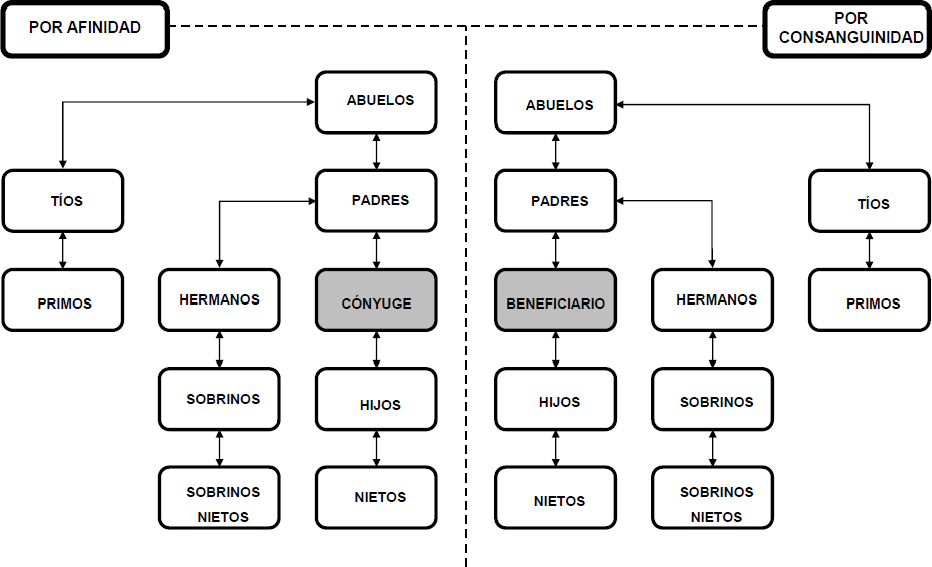 POR AFINIDAD
POR
CONSANGUINIDAD
ABUELOS
ABUELOS
TÍOS
PADRES
PADRES
TÍOS
PRIMOS
HERMANOS
CÓNYUGE
BENEFICIARIO
HERMANOS
PRIMOS
SOBRINOS
HIJOS
HIJOS
SOBRINOS
SOBRINOS
NIETOS
NIETOS
NIETOS
SOBRINOS
NIETOS